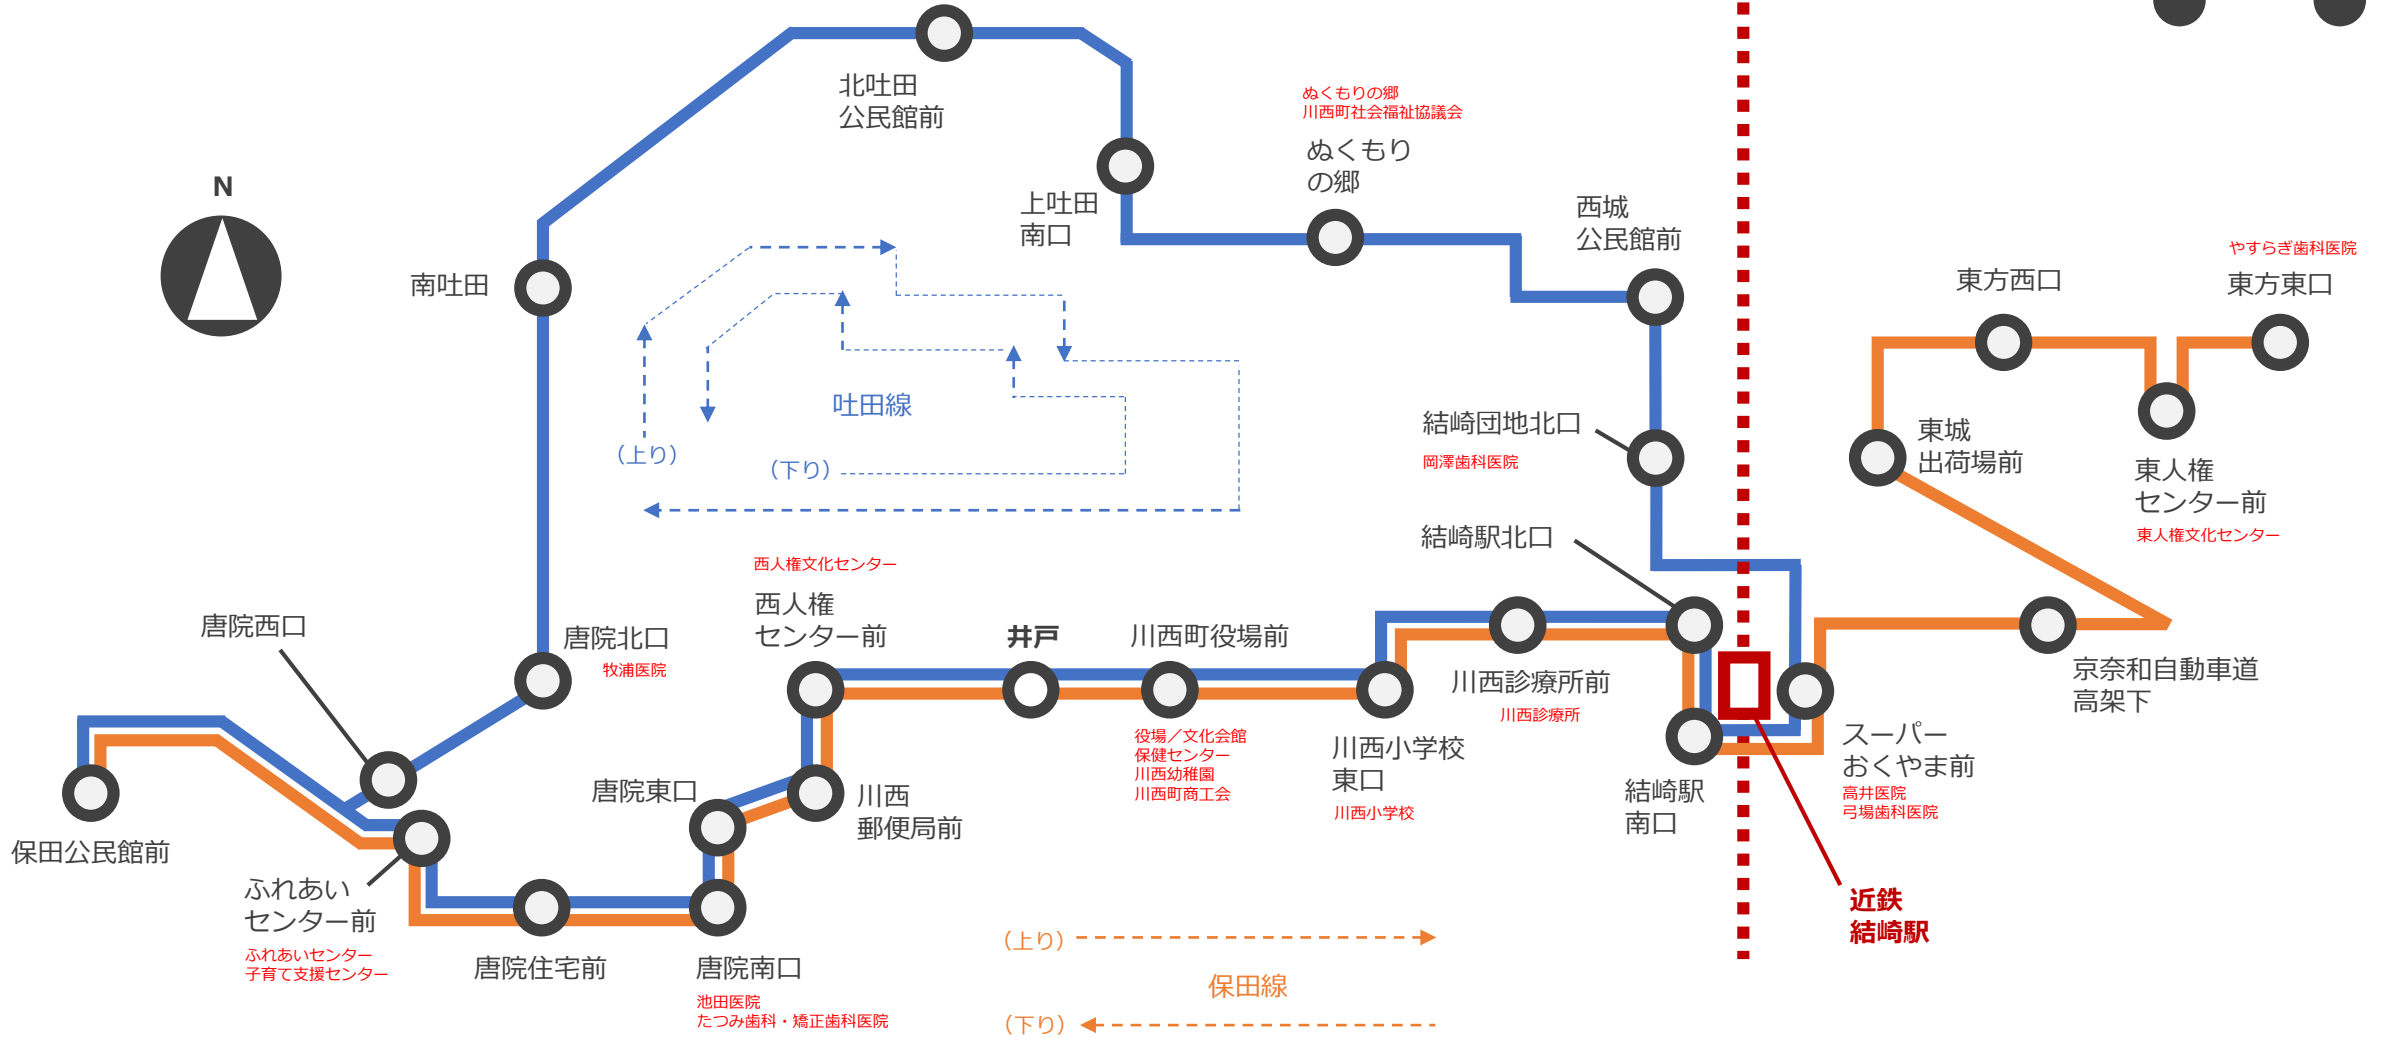 北吐田
公民館前
ぬくもりの郷
川西町社会福祉協議会
ぬくもり
の郷
N
上吐田
南口
西城
公民館前
やすらぎ歯科医院
東方西口
東方東口
南吐田
吐田線
(上り)
(下り)
結崎団地北口
岡澤歯科医院
東城
出荷場前
東人権
センター前
東人権文化センター
結崎駅北口
西人権文化センター
西人権
センター前
井戸
川西町役場前
唐院西口
唐院北口
牧浦医院
川西診療所前
川西診療所
京奈和自動車道
高架下
役場／文化会館
保健センター
川西幼稚園
川西町商工会
川西小学校
東口
川西小学校
スーパー
おくやま前
高井医院
弓場歯科医院
唐院東口
川西
郵便局前
結崎駅
南口
保田公民館前
ふれあい
センター前
ふれあいセンター
子育て支援センター
近鉄
結崎駅
唐院住宅前
唐院南口
池田医院
たつみ歯科・矯正歯科医院
(上り)
保田線
(下り)